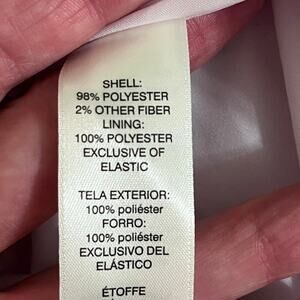 SHELL:
98% POLYESTER
2% OTHER FIBER
LINING:
100% POLYESTER
EXCLUSIVE OF
ELASTIC
TELA EXTERIOR:
100% poliéster
FORRO:
100% poliéster
EXCLUSIVO DEL
ELÁSTICO
ÉTOFFE